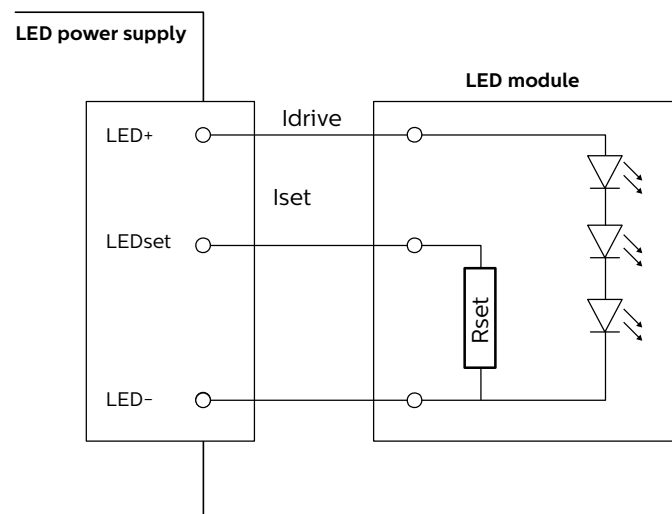 LED power supply
LED module
LED+
Idrive
Iset
LEDset
Rset
LED-